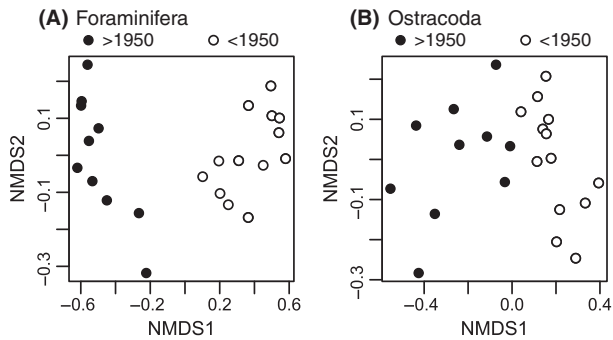 (A) Foraminifera
● >1950 ○ <1950
NMDS2
0.1
−0.1
−0.3
−0.6
−0.2
0.2
0.6
NMDS1
(B) Ostracoda
● >1950 ○ <1950
NMDS2
0.1
−0.1
−0.3
−0.4
0.0
0.4
NMDS1